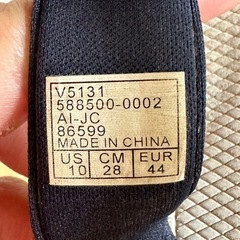 V5131
588500-0002
AI-JC
86599
MADE IN CHINA
US CM EUR
10 28 44